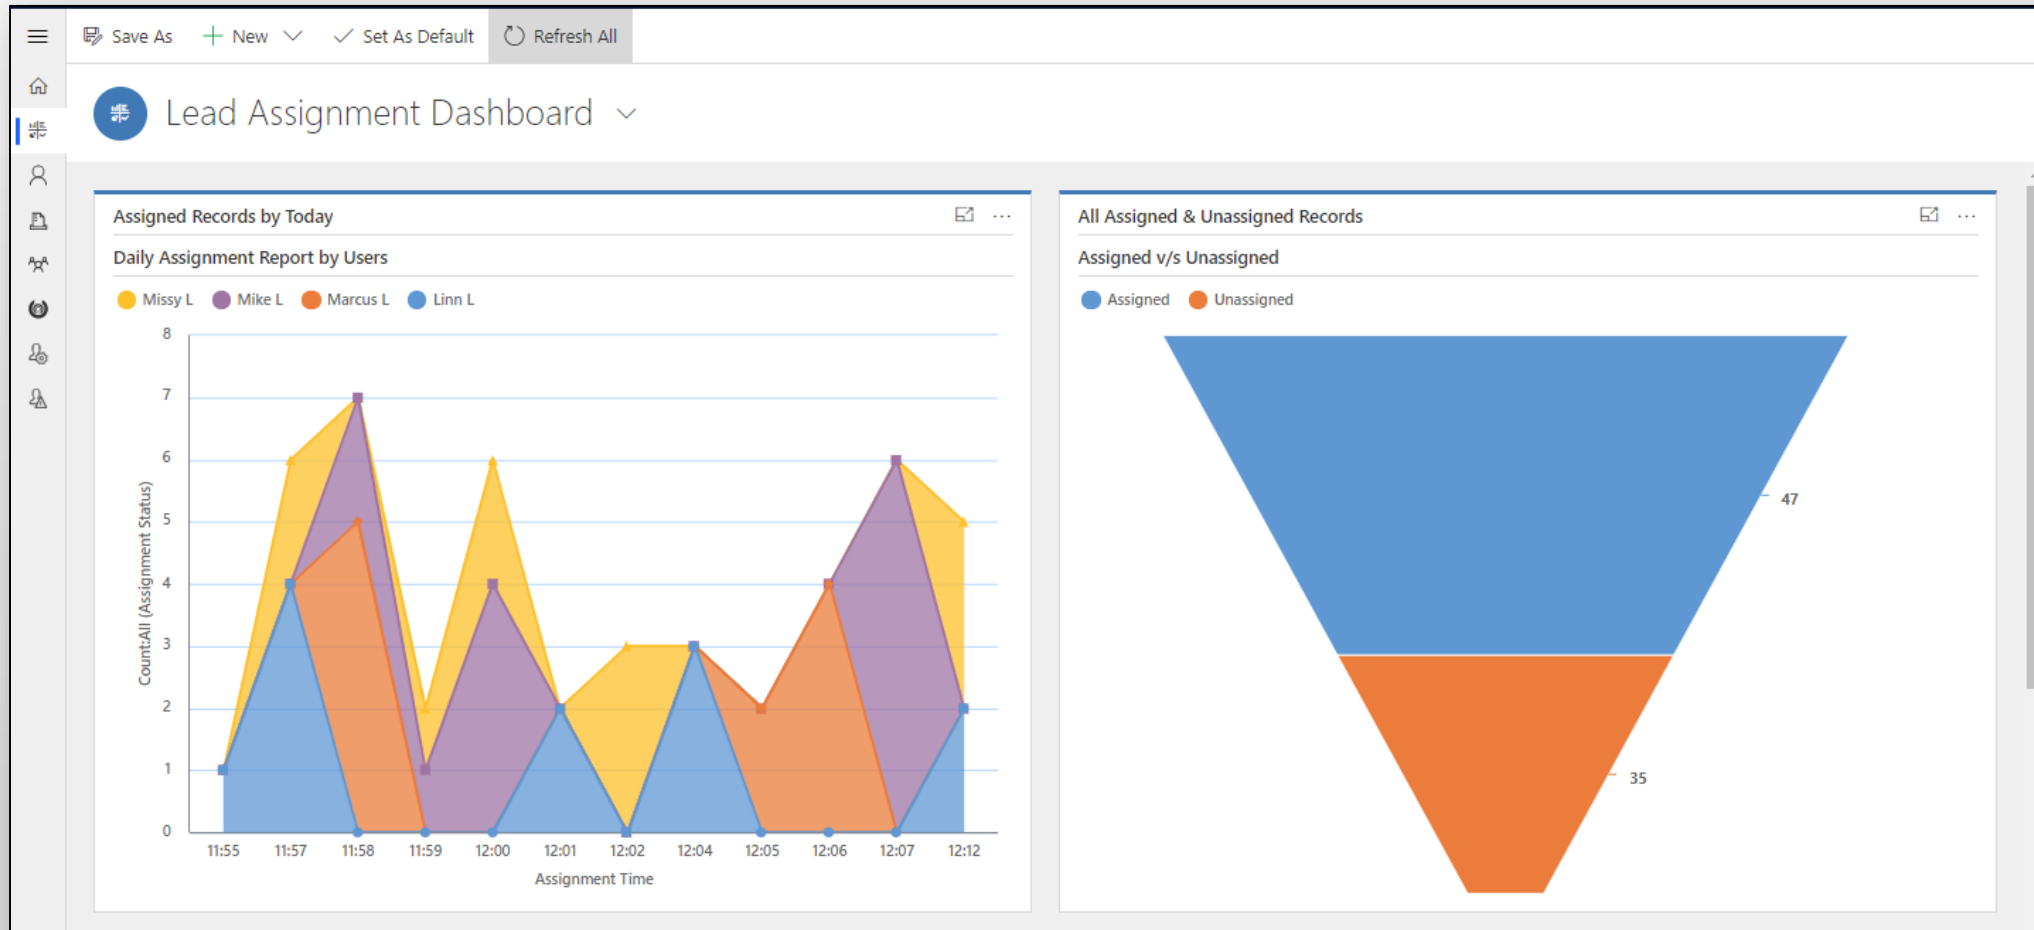 Save As New Set As Default Refresh All
Lead Assignment Dashboard
Assigned Records by Today
Daily Assignment Report by Users
Missy L Mike L Marcus L Linn L
8
7
6
5
4
3
2
1
0
Count:All (Assignment Status)
11:55 11:57 11:58 11:59 12:00 12:01 12:02 12:04 12:05 12:06 12:07 12:12
Assignment Time
All Assigned & Unassigned Records
Assigned v/s Unassigned
Assigned Unassigned
47
35